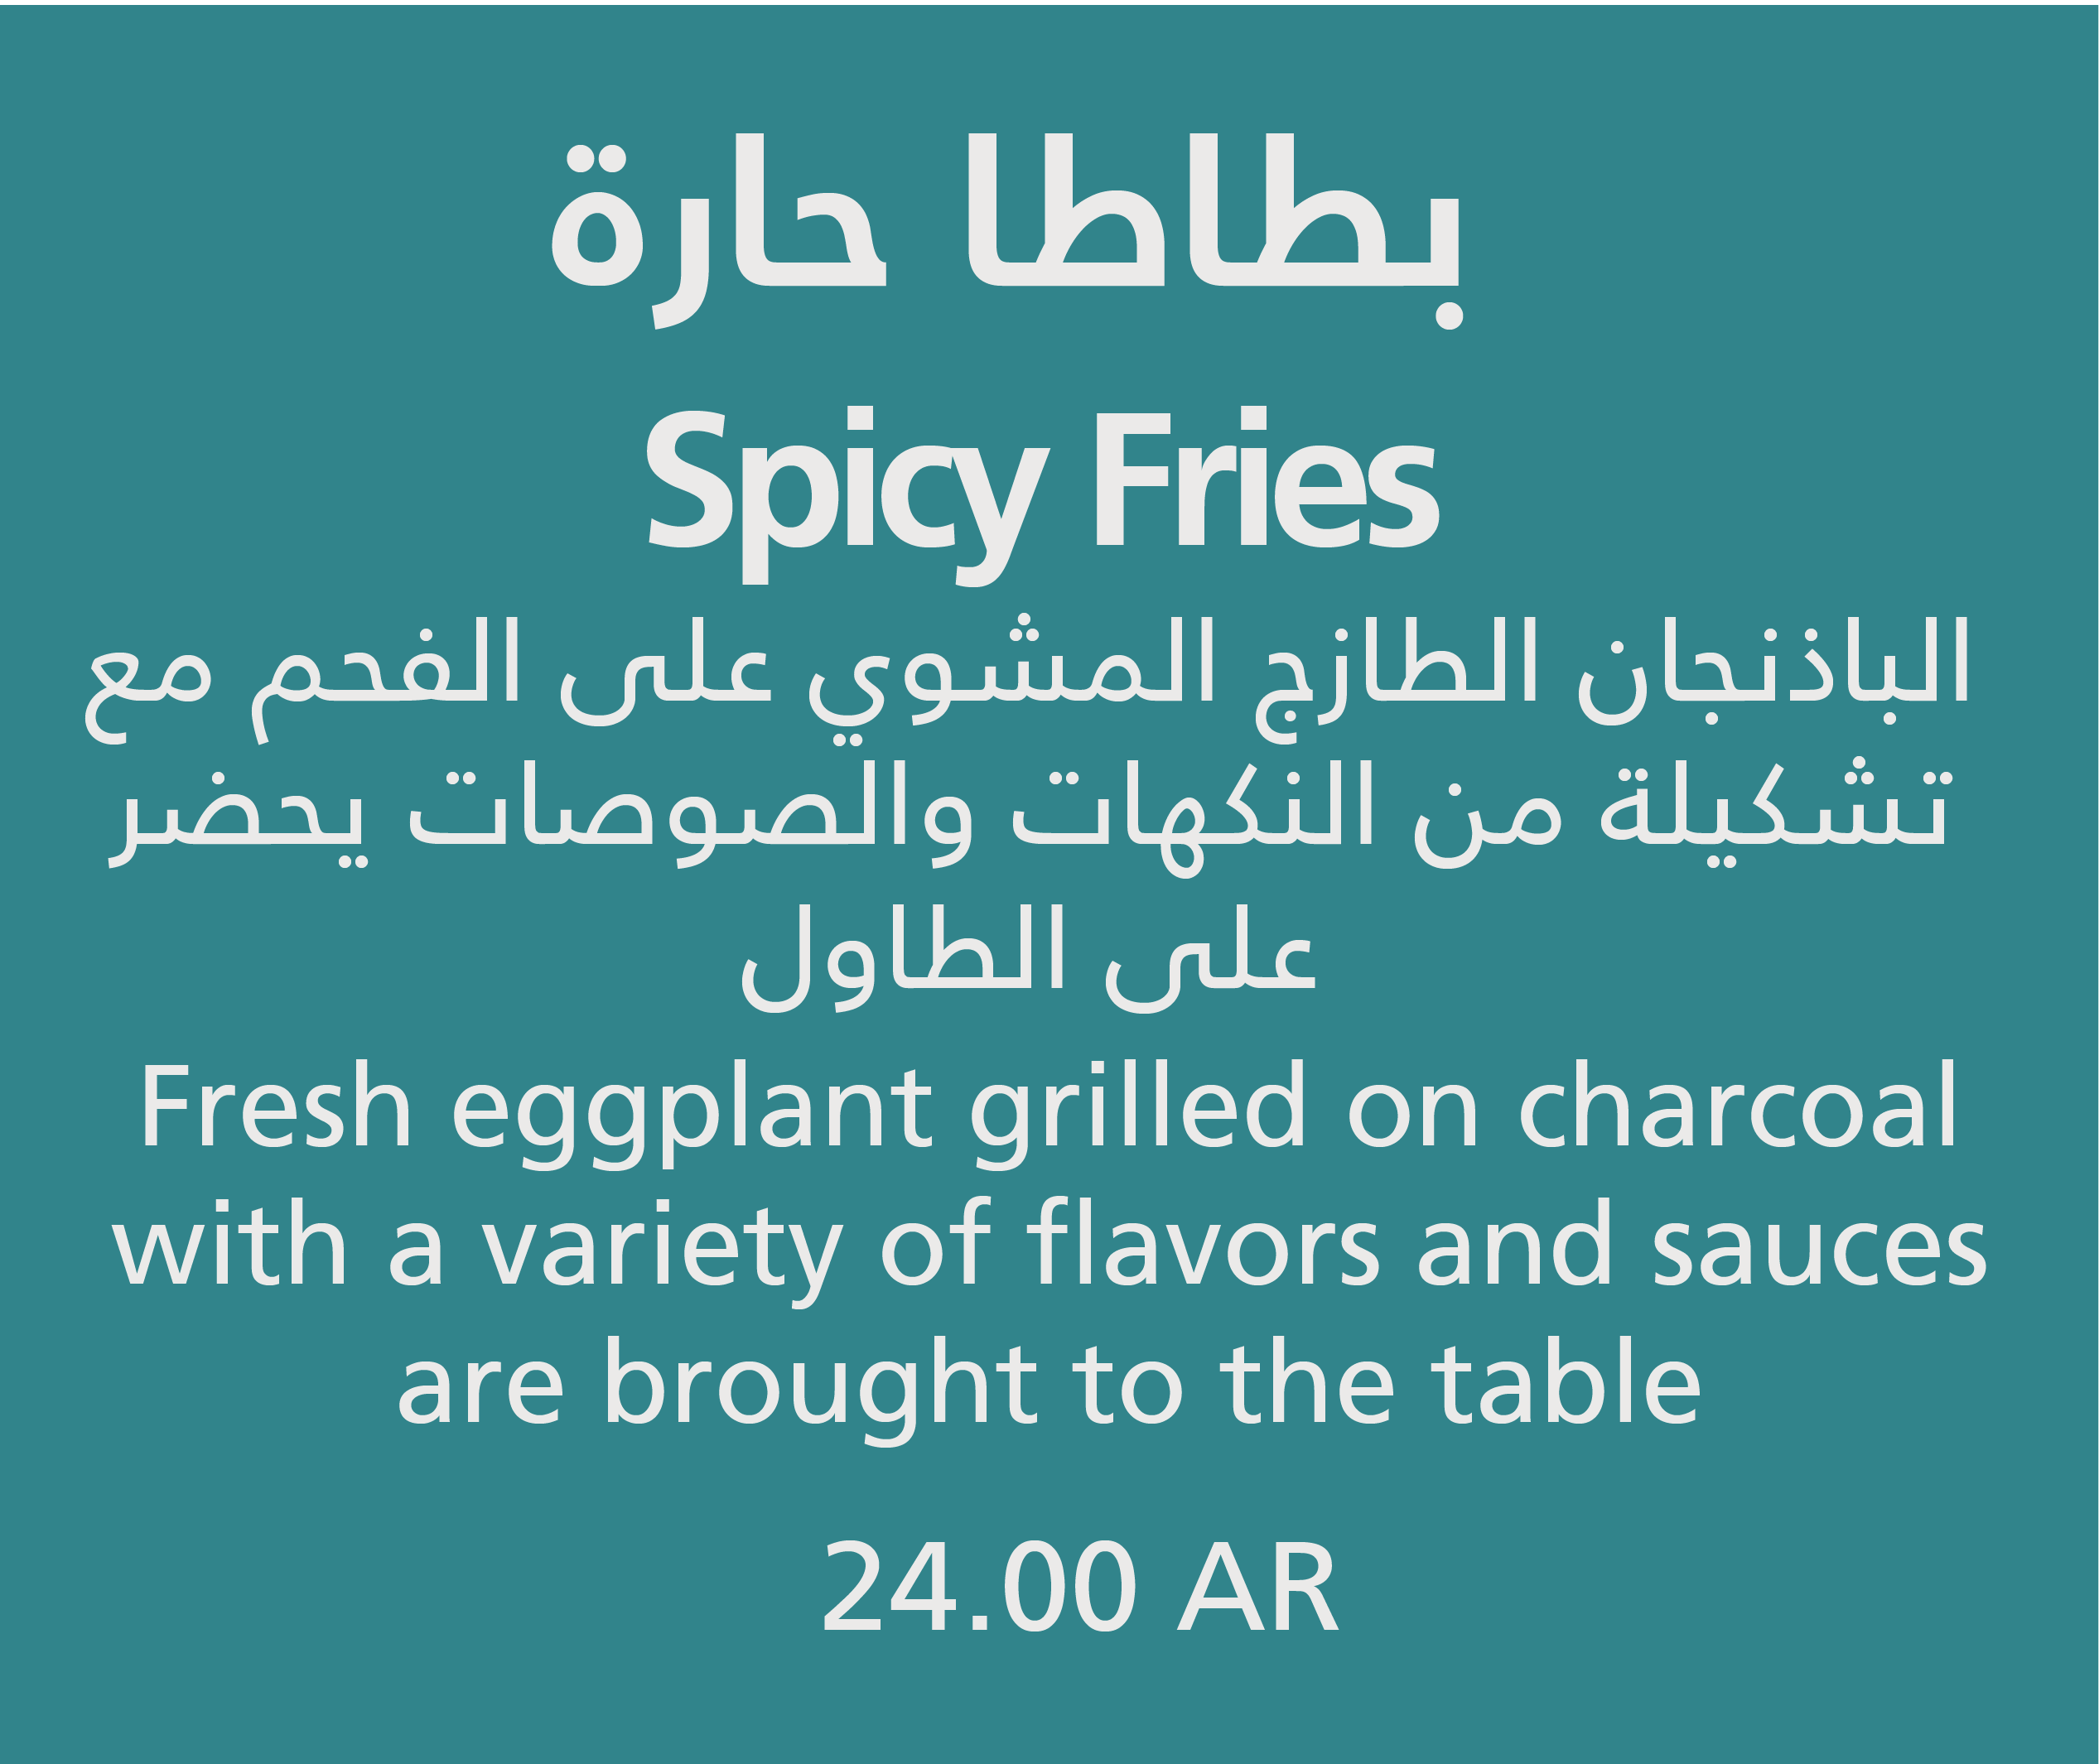 بطاطا حارة
Spicy Fries
الباذنجان الطازج المشوي على الفحم مع
تشكيلة من النكهات والصوصات يحضر
على الطاول
Fresh eggplant grilled on charcoal
with a variety of flavors and sauces
are brought to the table
24.00 AR